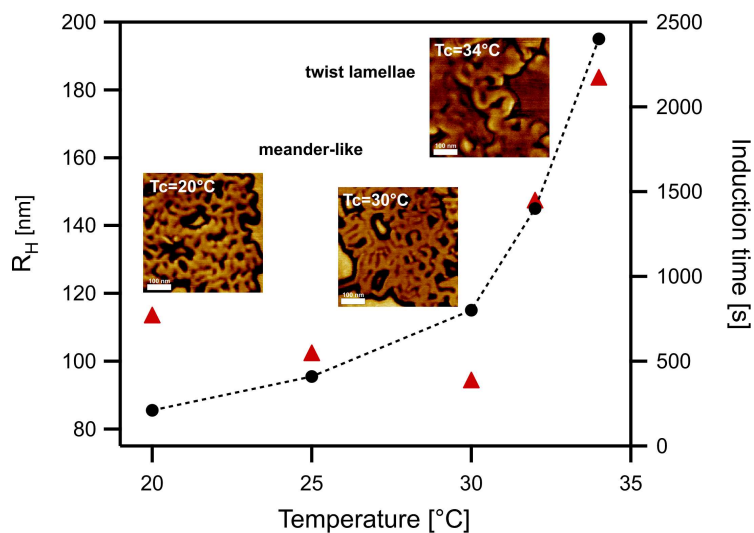 200
180
160
140
120
100
80
R_H [nm]
2500
2000
1500
1000
500
0
Induction time [s]
twist lamellae
Tc=34°C
100 nm
meander-like
Tc=20°C
100 nm
Tc=30°C
100 nm
20
25
30
35
Temperature [°C]